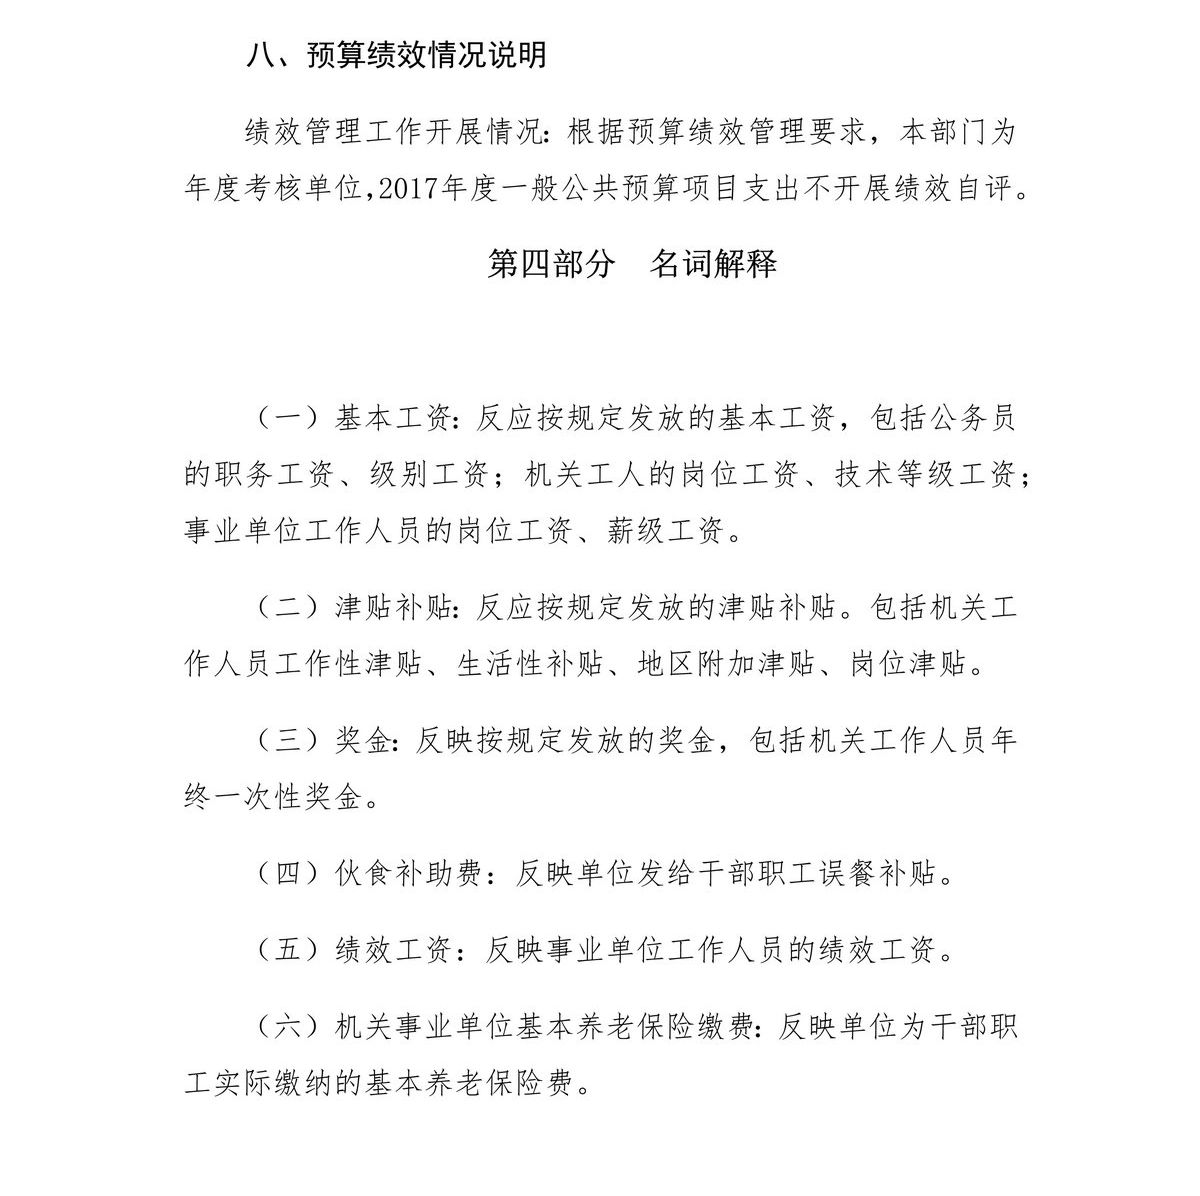 八、预算绩效情况说明
绩效管理工作开展情况：根据预算绩效管理要求，本部门为
年度考核单位，2017年度一般公共预算项目支出不开展绩效自评。
第四部分　名词解释
（一）基本工资：反应按规定发放的基本工资，包括公务员
的职务工资、级别工资；机关工人的岗位工资、技术等级工资；
事业单位工作人员的岗位工资、薪级工资。
（二）津贴补贴：反应按规定发放的津贴补贴。包括机关工
作人员工作性津贴、生活性补贴、地区附加津贴、岗位津贴。
（三）奖金：反映按规定发放的奖金，包括机关工作人员年
终一次性奖金。
（四）伙食补助费：反映单位发给干部职工误餐补贴。
（五）绩效工资：反映事业单位工作人员的绩效工资。
（六）机关事业单位基本养老保险缴费：反映单位为干部职
工实际缴纳的基本养老保险费。